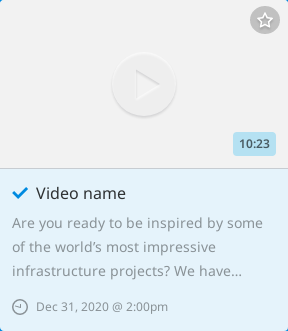 10:23
Video name
Are you ready to be inspired by some
of the world’s most impressive
infrastructure projects? We have...
Dec 31, 2020 @ 2:00pm